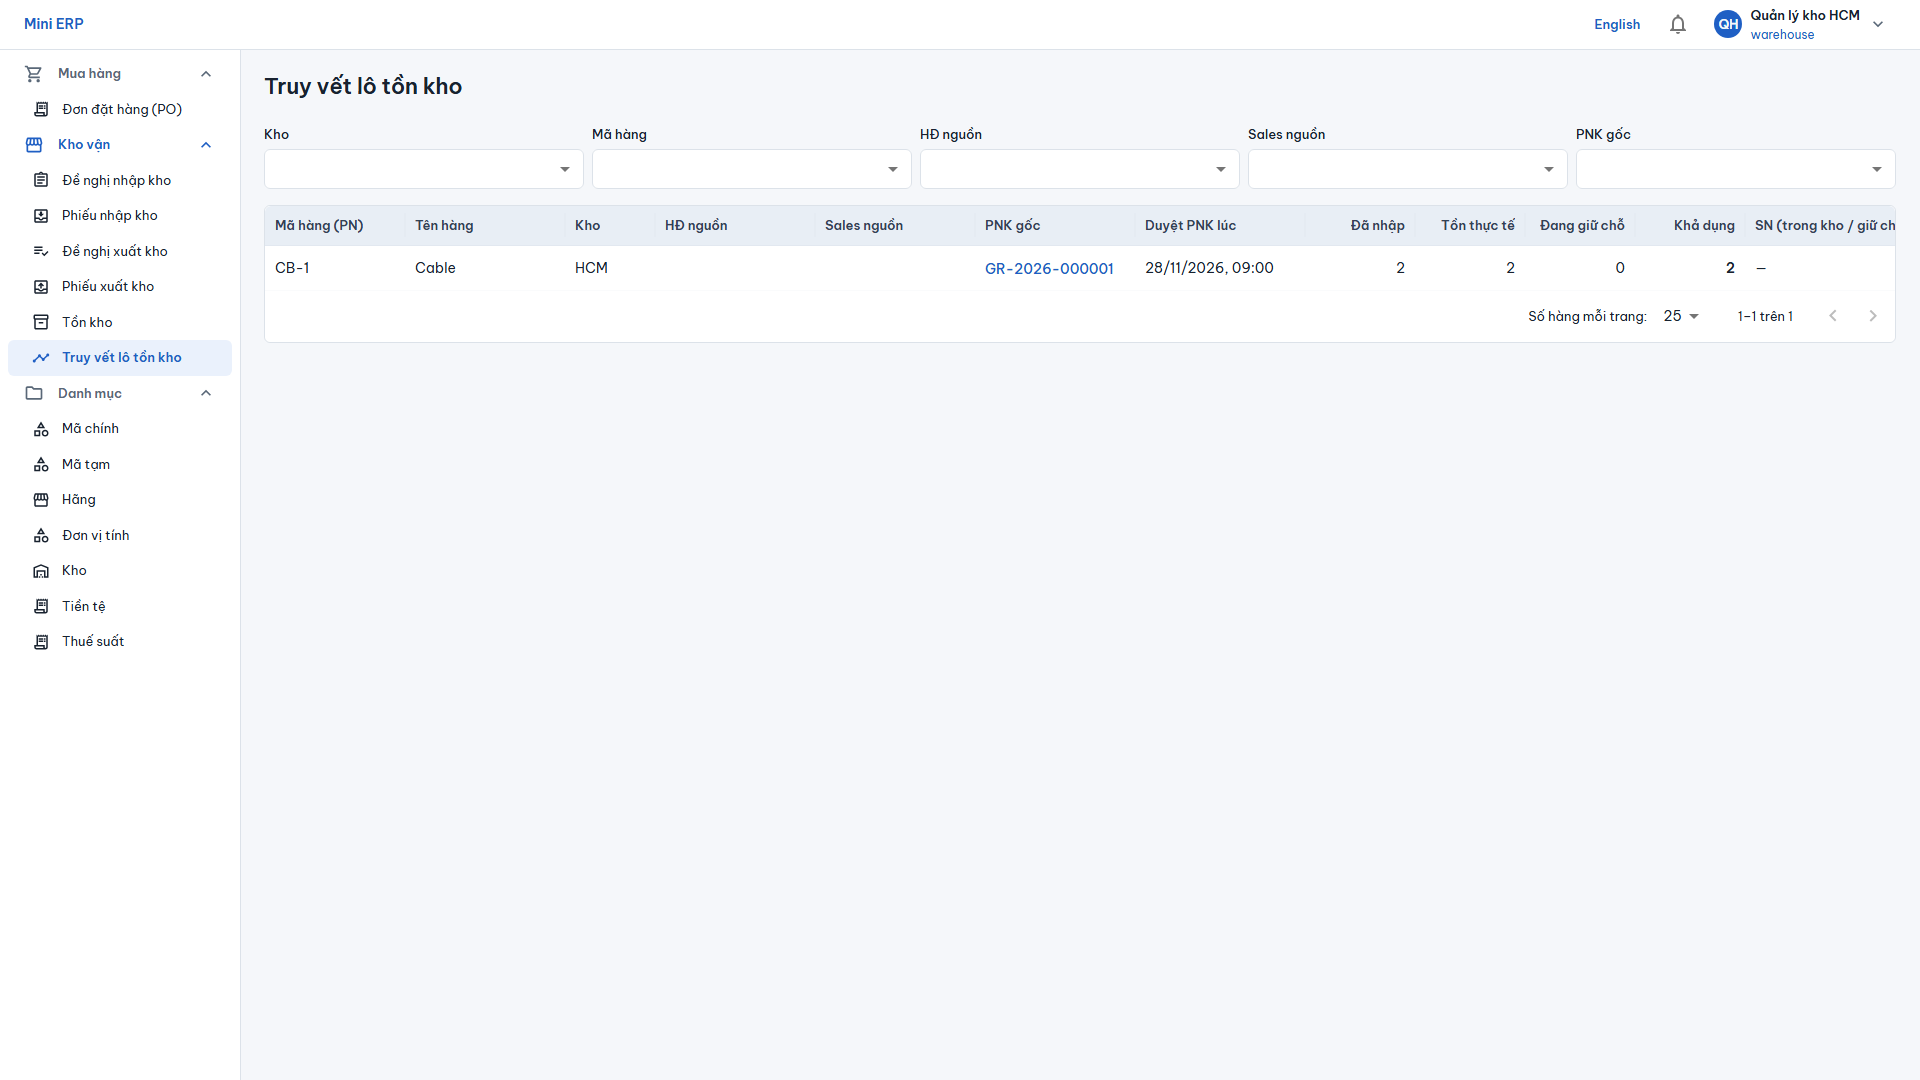 Mini ERP
English
QH
Quản lý kho HCM
warehouse
Mua hàng
Đơn đặt hàng (PO)
Kho vận
Đề nghị nhập kho
Phiếu nhập kho
Đề nghị xuất kho
Phiếu xuất kho
Tồn kho
Truy vết lô tồn kho
Danh mục
Mã chính
Mã tạm
Hãng
Đơn vị tính
Kho
Tiền tệ
Thuế suất
Truy vết lô tồn kho
Kho Mã hàng HĐ nguồn Sales nguồn PNK gốc
Mã hàng (PN) Tên hàng Kho HĐ nguồn Sales nguồn PNK gốc Duyệt PNK lúc Đã nhập Tồn thực tế Đang giữ chỗ Khả dụng SN (trong kho / giữ ch
CB-1 Cable HCM GR-2026-000001 28/11/2026, 09:00 2 2 0 2 —
Số hàng mỗi trang: 25 1–1 trên 1